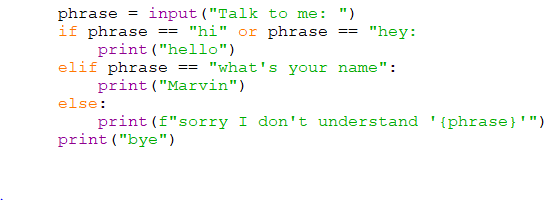 phrase = input("Talk to me: ")
if phrase == "hi" or phrase == "hey:
    print("hello")
elif phrase == "what's your name":
    print("Marvin")
else:
    print(f"sorry I don't understand '{phrase}'")
print("bye")
.